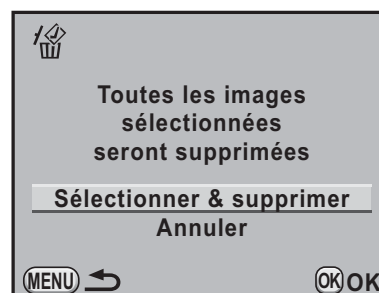 Toutes les images
sélectionnées
seront supprimées
Sélectionner & supprimer
Annuler
MENU OK OK